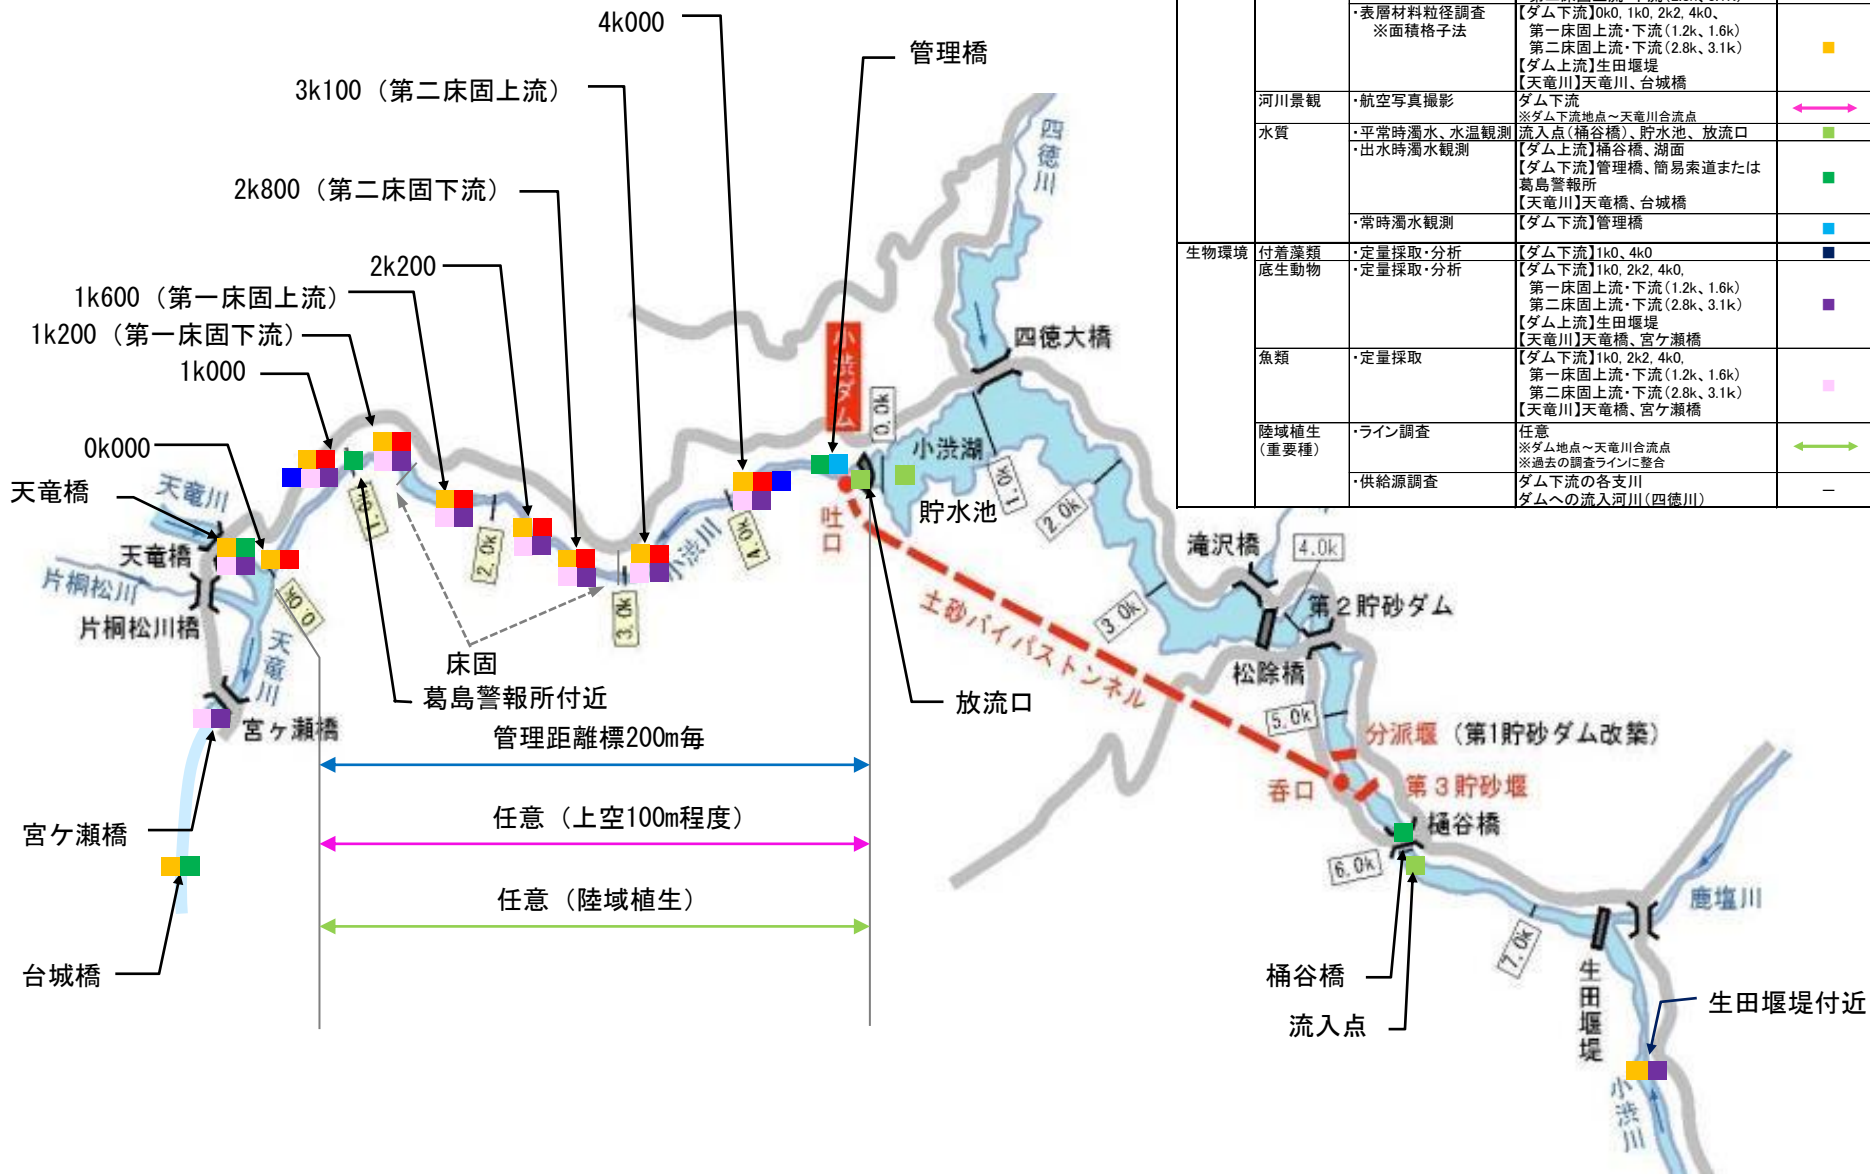 ・表層材料粒径調査
※面積格子法
【ダム下流】0k0, 1k0, 2k2, 4k0、
第一床固上流・下流(1.2k、1.6k)
第二床固上流・下流(2.8k、3.1k)
【ダム上流】生田堰堤
【天竜川】天竜川、台城橋
河川景観
・航空写真撮影
ダム下流
※ダム下流地点～天竜川合流点
水質
・平常時濁水、水温観測
流入点(桶谷橋)、貯水池、放流口
・出水時濁水観測
【ダム上流】桶谷橋、湖面
【ダム下流】管理橋、簡易索道または
葛島警報所
【天竜川】天竜橋、台城橋
・常時濁水観測
【ダム下流】管理橋
生物環境
付着藻類
・定量採取・分析
【ダム下流】1k0、4k0
底生動物
・定量採取・分析
【ダム下流】1k0, 2k2, 4k0,
第一床固上流・下流(1.2k、1.6k)
第二床固上流・下流(2.8k、3.1k)
【ダム上流】生田堰堤
【天竜川】天竜橋、宮ケ瀬橋
魚類
・定量採取
【ダム下流】1k0, 2k2, 4k0,
第一床固上流・下流(1.2k、1.6k)
第二床固上流・下流(2.8k、3.1k)
【天竜川】天竜橋、宮ケ瀬橋
陸域植生
(重要種)
・ライン調査
任意
※ダム地点～天竜川合流点
※過去の調査ラインに整合
・供給源調査
ダム下流の各支川
ダムへの流入河川(四徳川)
－
4k000
管理橋
3k100（第二床固上流）
2k800（第二床固下流）
2k200
1k600（第一床固上流）
1k200（第一床固下流）
1k000
0k000
天竜橋
天竜川
天竜橋
片桐松川
片桐松川橋
天竜川
宮ケ瀬橋
宮ケ瀬橋
台城橋
0.0k
1.0k
2.0k
3.0k
4.0k
小渋川
床固
葛島警報所付近
管理距離標200m毎
任意（上空100m程度）
任意（陸域植生）
小渋ダム
0.0k
小渋湖
貯水池
吐口
放流口
四徳川
四徳大橋
1.0k
2.0k
3.0k
滝沢橋
4.0k
第2貯砂ダム
松除橋
土砂バイパストンネル
5.0k
分派堰（第1貯砂ダム改築）
呑口
第3貯砂堰
樋谷橋
6.0k
桶谷橋
流入点
7.0k
鹿塩川
生田堰堤
生田堰堤付近
小渋川